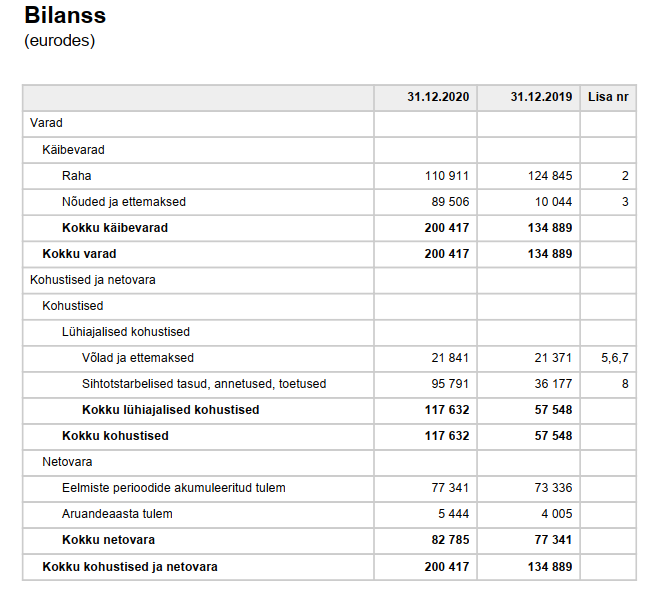 Bilanss
(eurodes)
31.12.2020 31.12.2019 Lisa nr
Varad
Käibevarad
Raha 110 911 124 845 2
Nõuded ja ettemaksed 89 506 10 044 3
Kokku käibevarad 200 417 134 889
Kokku varad 200 417 134 889
Kohustised ja netovara
Kohustised
Lühiajalised kohustised
Võlad ja ettemaksed 21 841 21 371 5,6,7
Sihtotstarbelised tasud, annetused, toetused 95 791 36 177 8
Kokku lühiajalised kohustised 117 632 57 548
Kokku kohustised 117 632 57 548
Netovara
Eelmiste perioodide akumuleeritud tulem 77 341 73 336
Aruandeaasta tulem 5 444 4 005
Kokku netovara 82 785 77 341
Kokku kohustised ja netovara 200 417 134 889